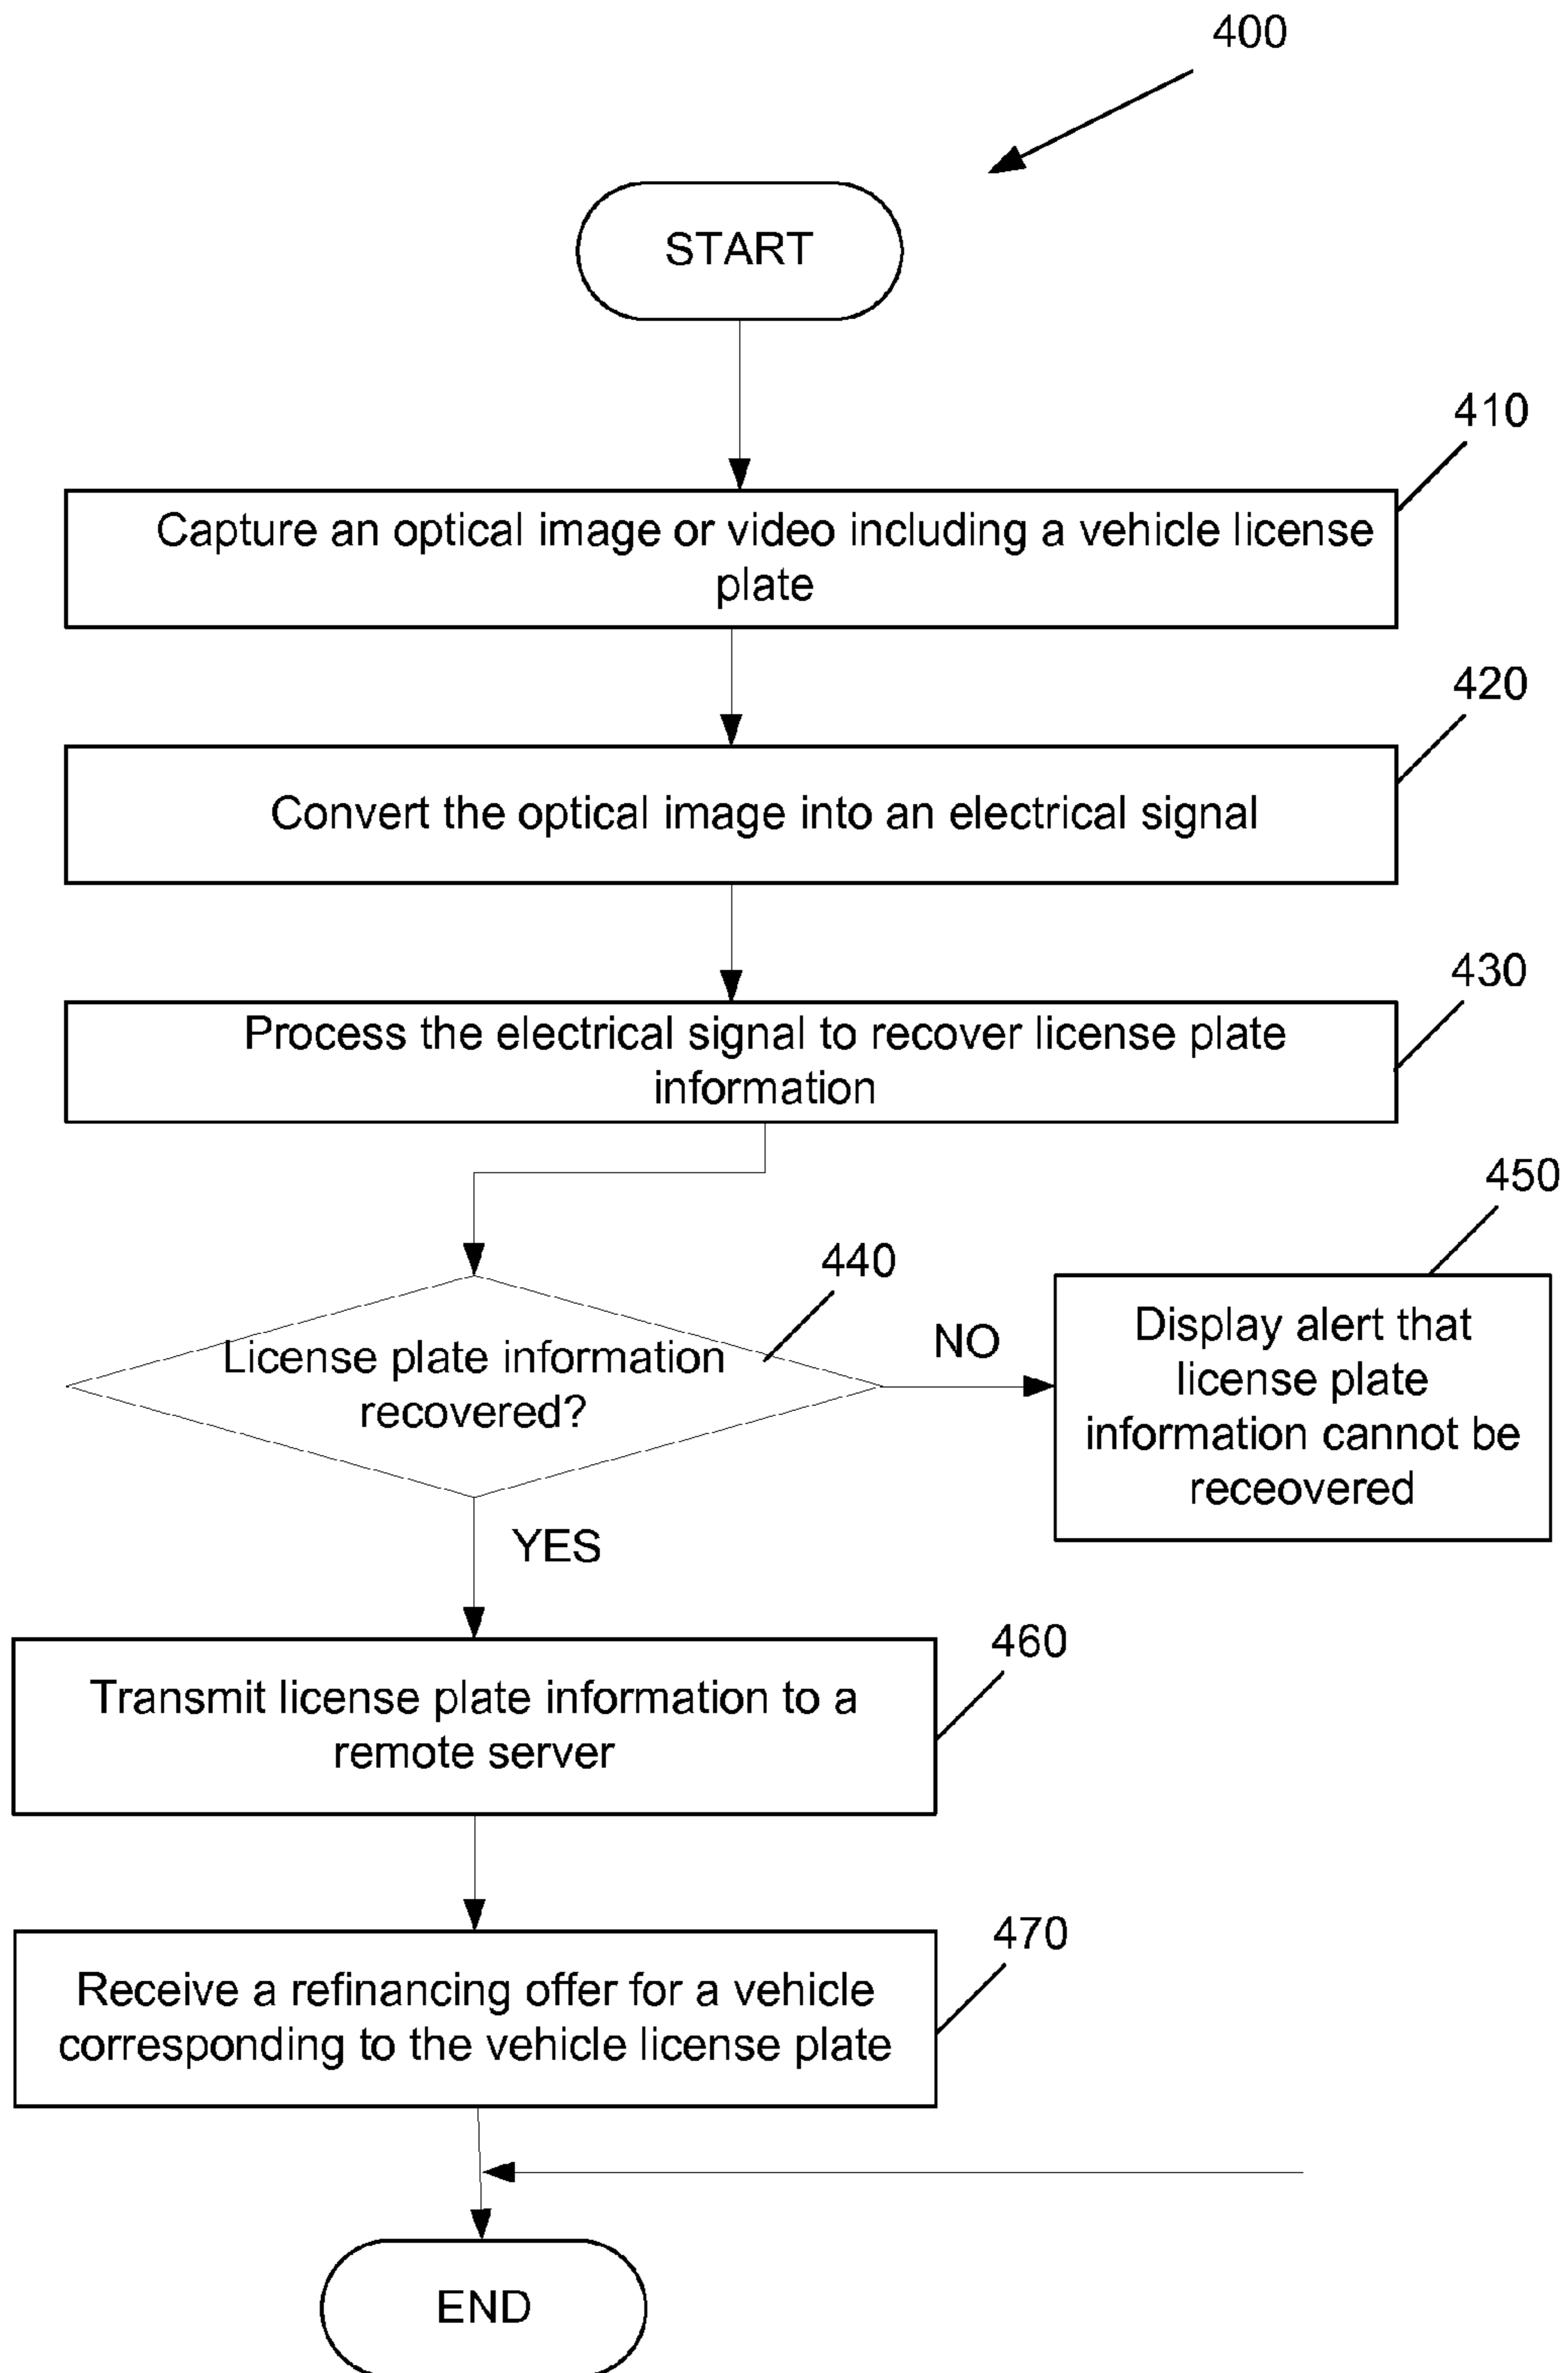 400
START
410
Capture an optical image or video including a vehicle license
plate
420
Convert the optical image into an electrical signal
430
Process the electrical signal to recover license plate
information
450
440
License plate information
recovered?
NO
Display alert that
license plate
information cannot be
receovered
YES
460
Transmit license plate information to a
remote server
470
Receive a refinancing offer for a vehicle
corresponding to the vehicle license plate
END